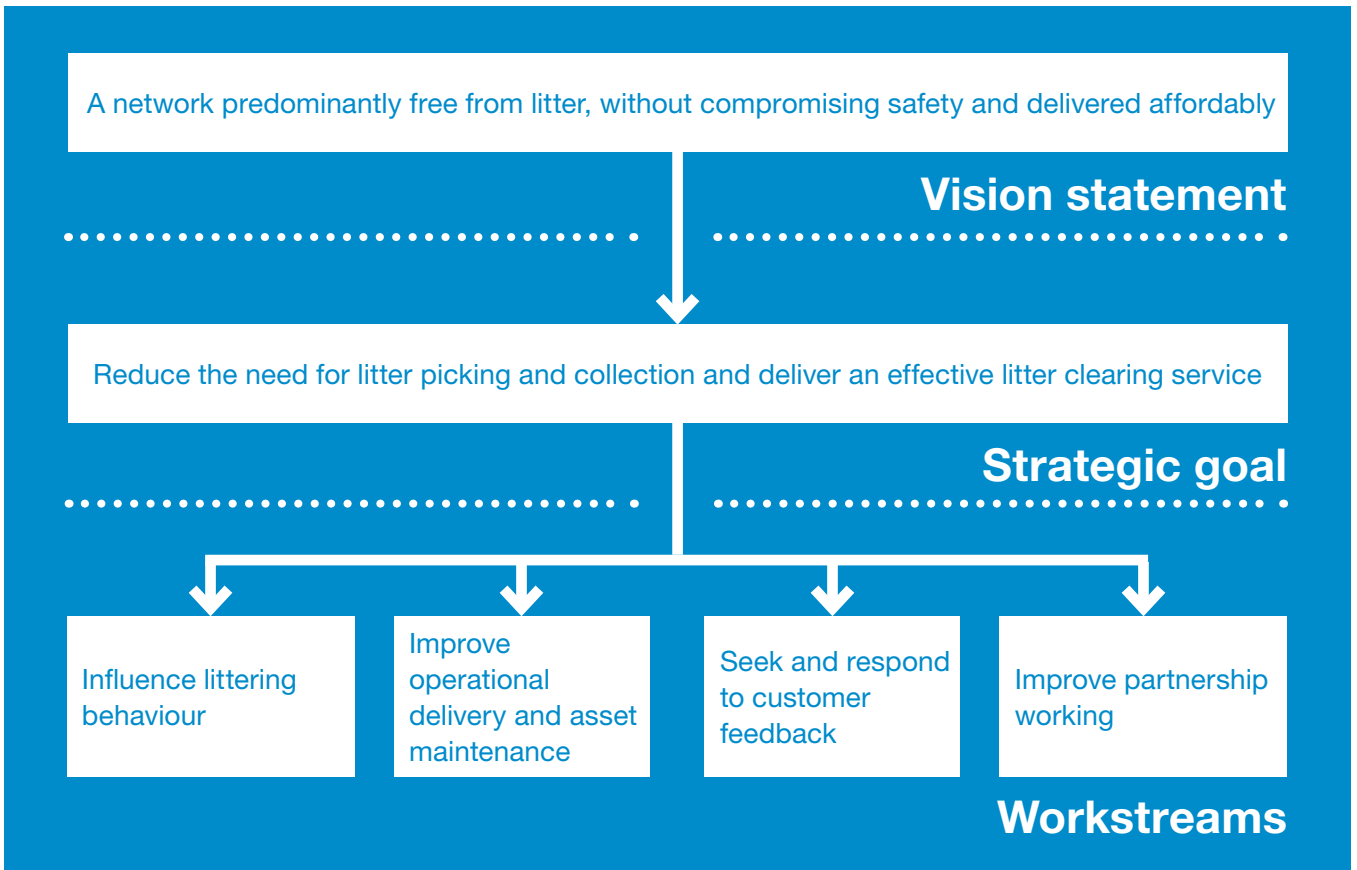 A network predominantly free from litter, without compromising safety and delivered affordably
Vision statement
Reduce the need for litter picking and collection and deliver an effective litter clearing service
Strategic goal
Influence littering
behaviour
Improve
operational
delivery and asset
maintenance
Seek and respond
to customer
feedback
Improve partnership
working
Workstreams